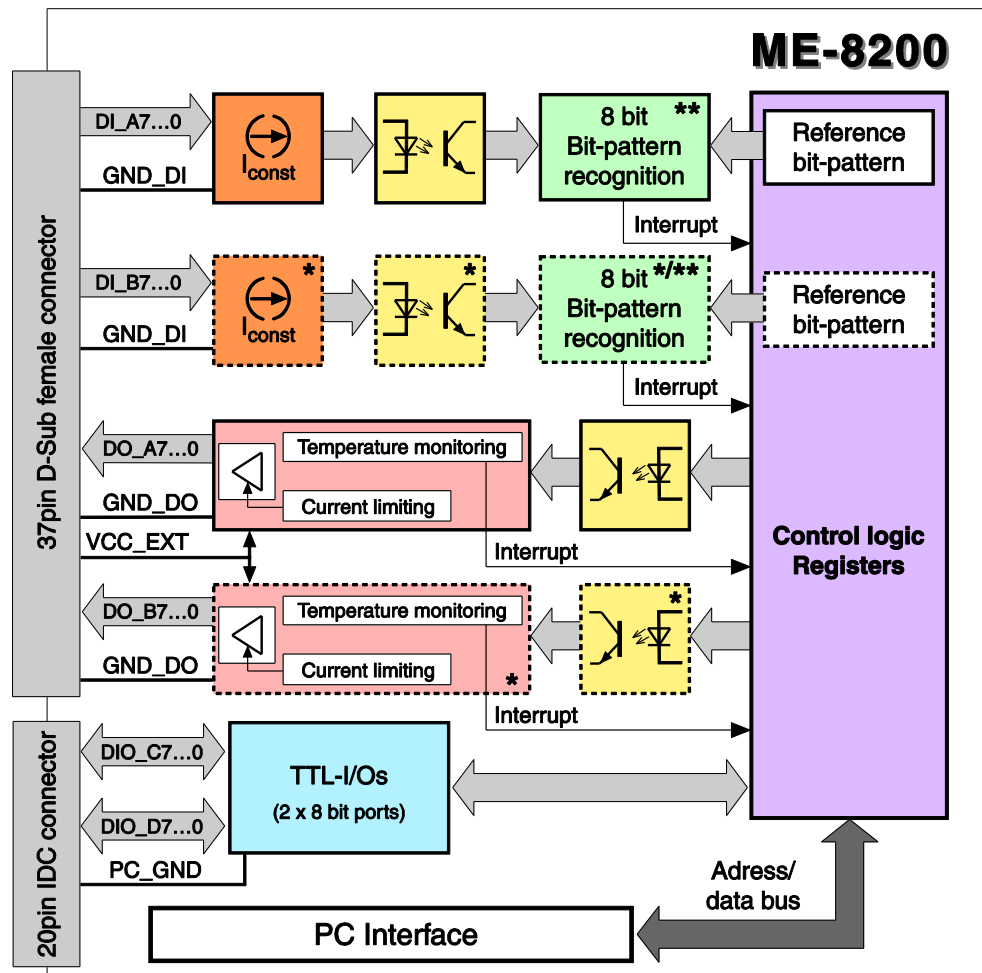 ME-8200
37pin D-Sub female connector
DI_A7...0
GND_DI
Iconst
8 bit **
Bit-pattern
recognition
Reference
bit-pattern
Interrupt
DI_B7...0
GND_DI
*
Iconst
*
8 bit */**
Bit-pattern
recognition
Reference
bit-pattern
Interrupt
DO_A7...0
GND_DO
VCC_EXT
Temperature monitoring
Current limiting
Interrupt
Control logic
Registers
DO_B7...0
GND_DO
Temperature monitoring
Current limiting
*
*
Interrupt
20pin IDC connector
DIO_C7...0
DIO_D7...0
PC_GND
TTL-I/Os
(2 x 8 bit ports)
Adress/
data bus
PC Interface